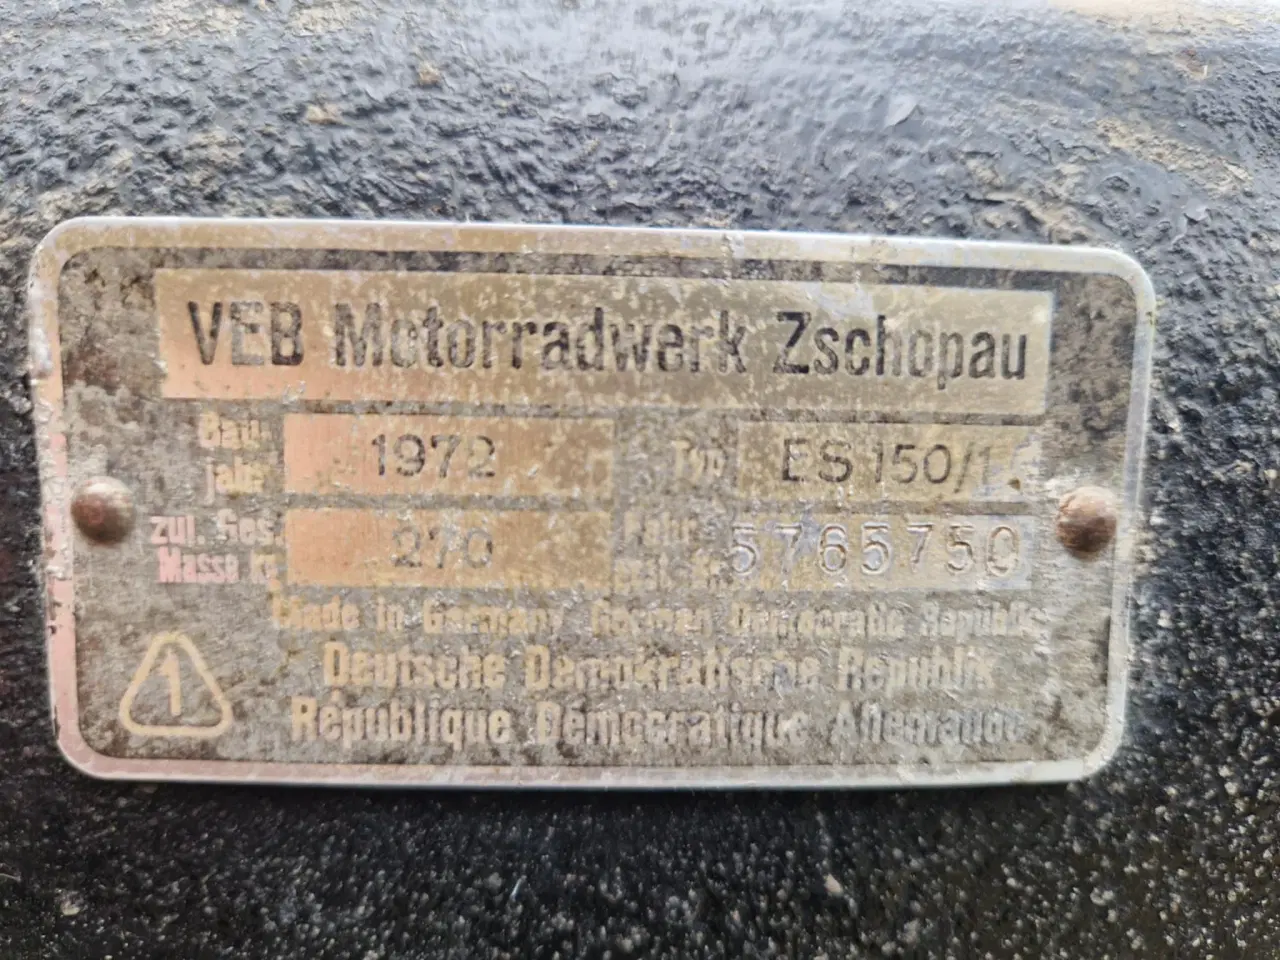 VEB Motorradwerk Zschopau
Bau- 1972 Typ ES 150/1
jahr
zul. Ges. 270 Fahr- 5765750
Masse kg
Made in Germany German Democratic Republic
Deutsche Demokratische Republik
République Démocratique Allemande
1